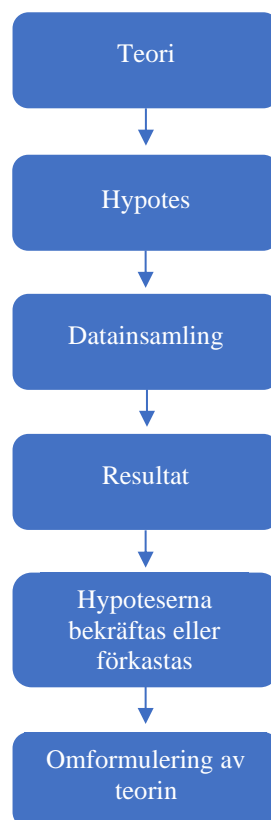 Teori
Hypotes
Datainsamling
Resultat
Hypoteserna
bekräftas eller
förkastas
Omformulering av
teorin